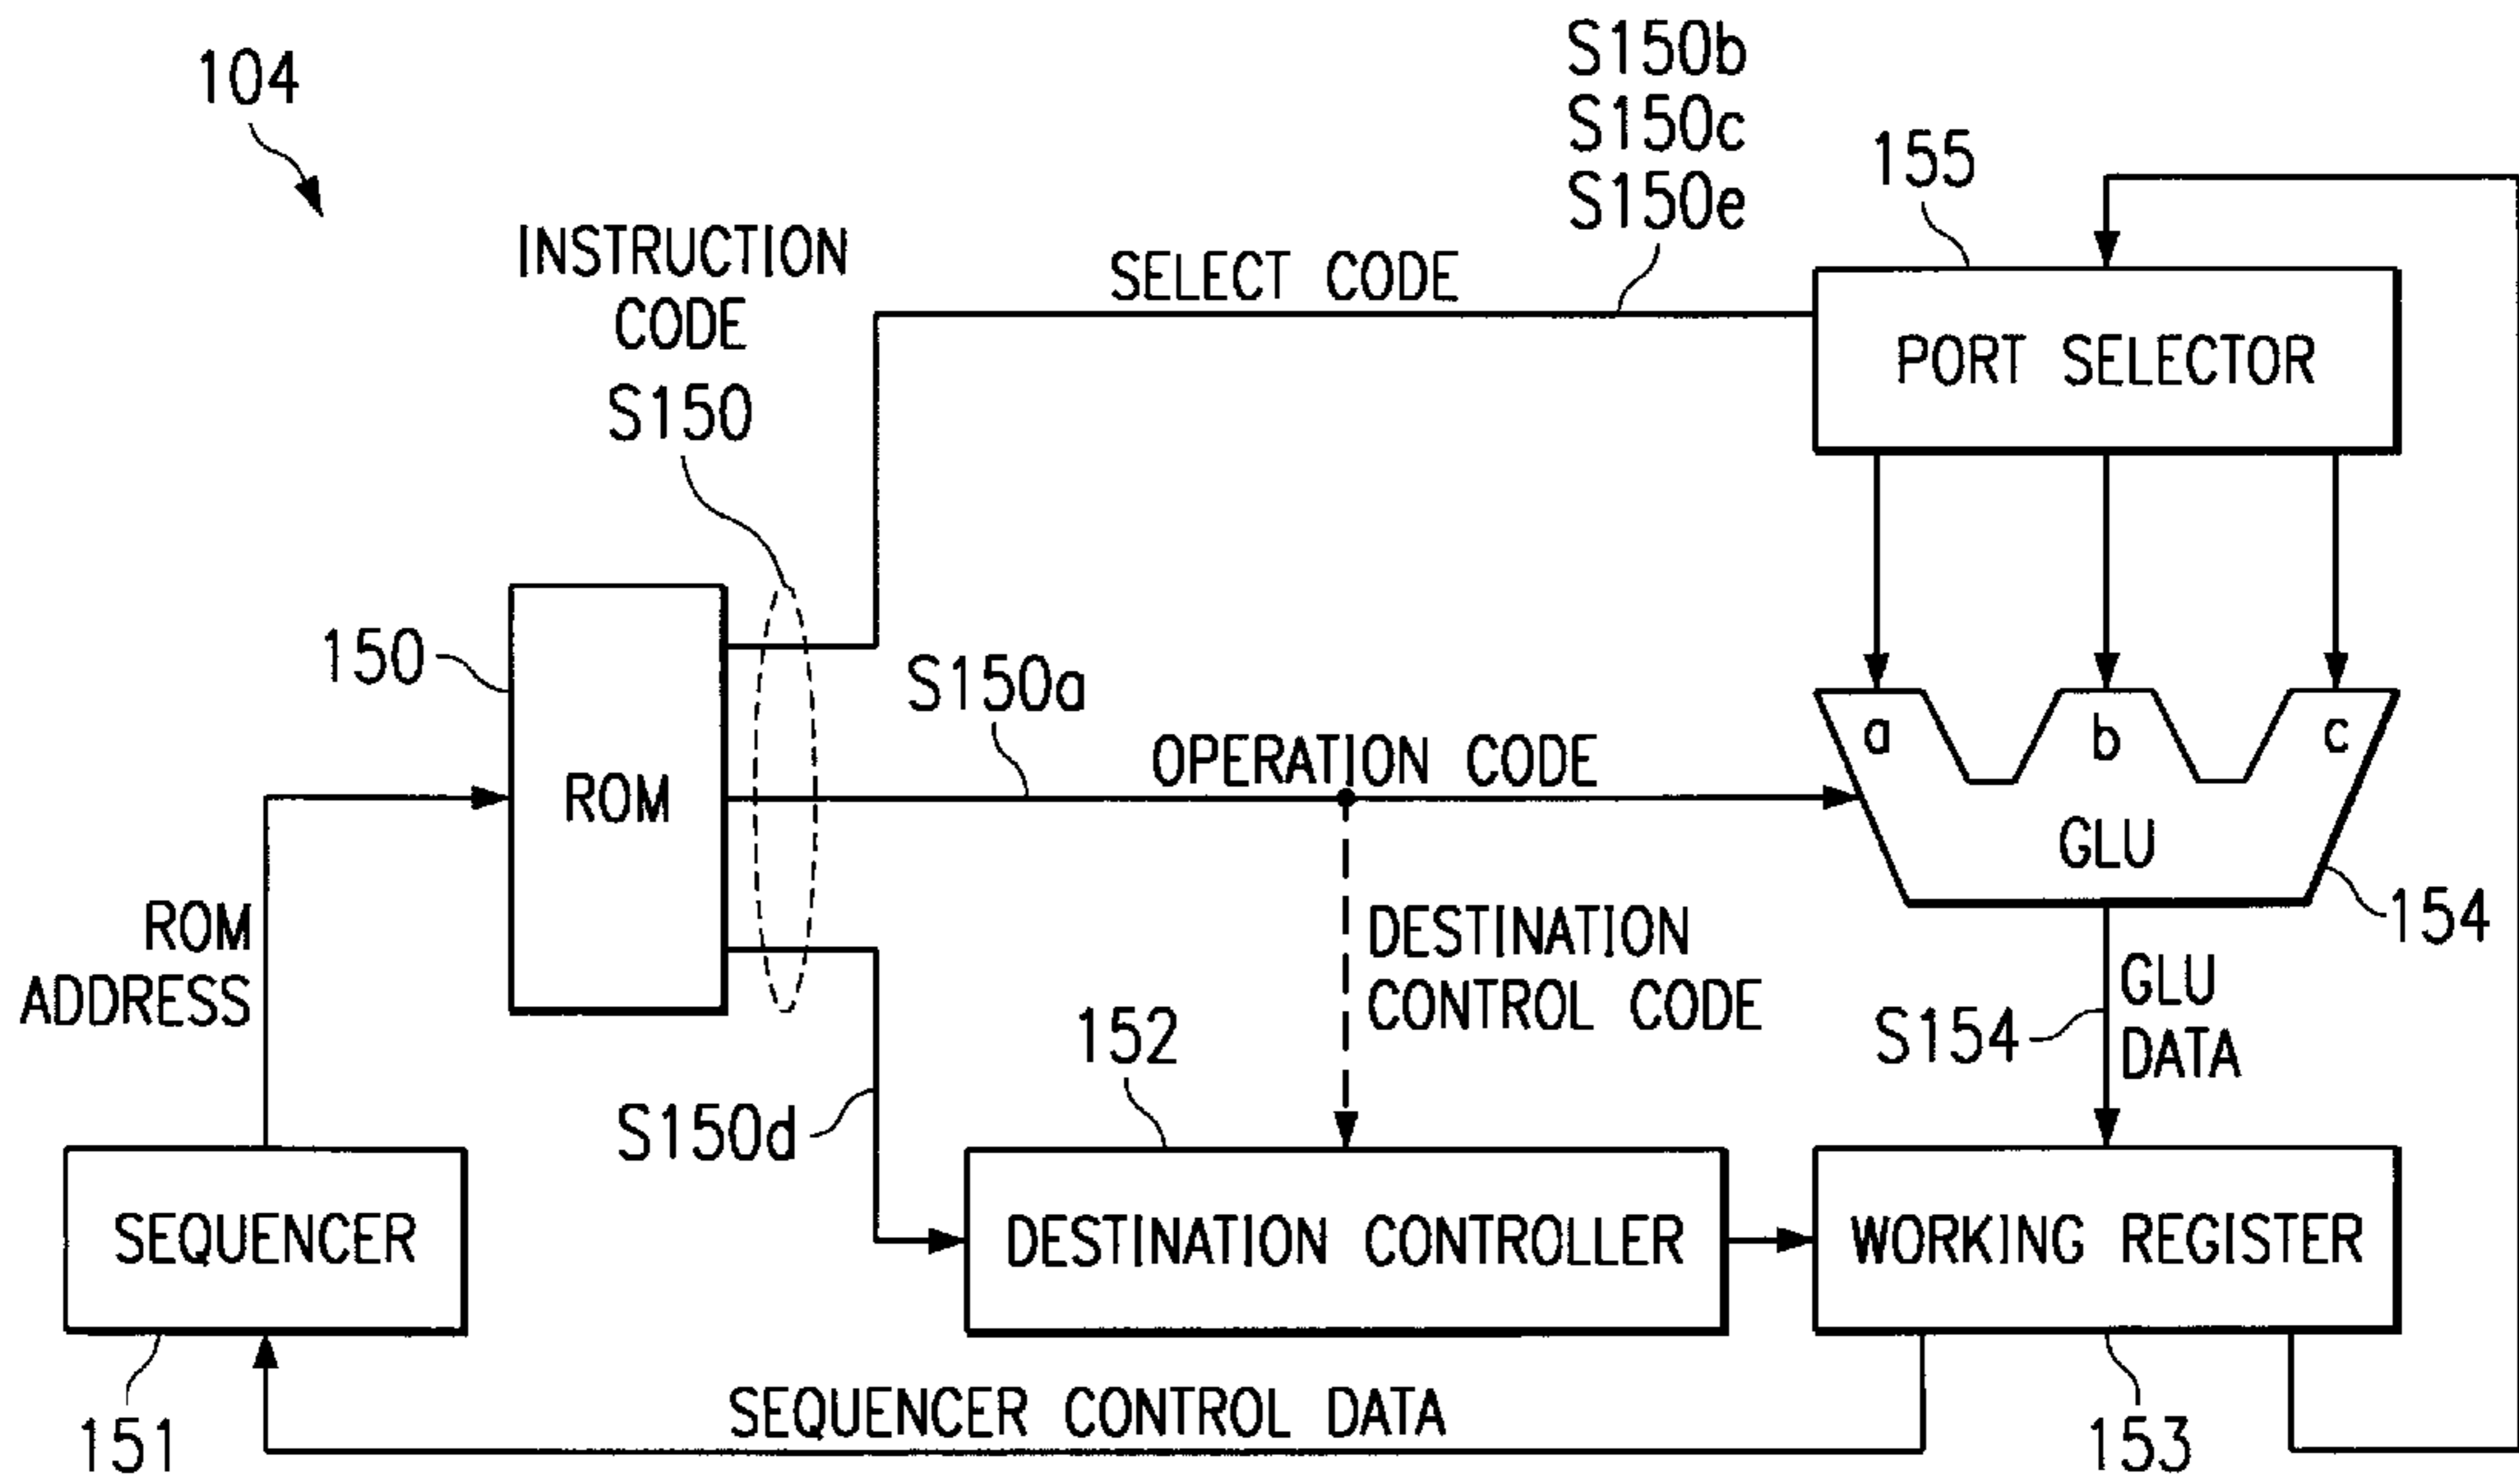 104
S150b
S150c
S150e
155
INSTRUCTION
CODE
S150
SELECT CODE
PORT SELECTOR
150
S150a
OPERATION CODE
ROM
a
b
c
GLU
154
ROM
ADDRESS
DESTINATION
CONTROL CODE
GLU
DATA
S154
152
S150d
SEQUENCER
DESTINATION CONTROLLER
WORKING REGISTER
SEQUENCER CONTROL DATA
151
153